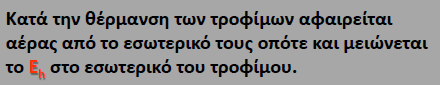 Κατά την θέρμανση των τροφίμων αφαιρείται
αέρας από το εσωτερικό τους οπότε και μειώνεται
το Eh στο εσωτερικό του τροφίμου.